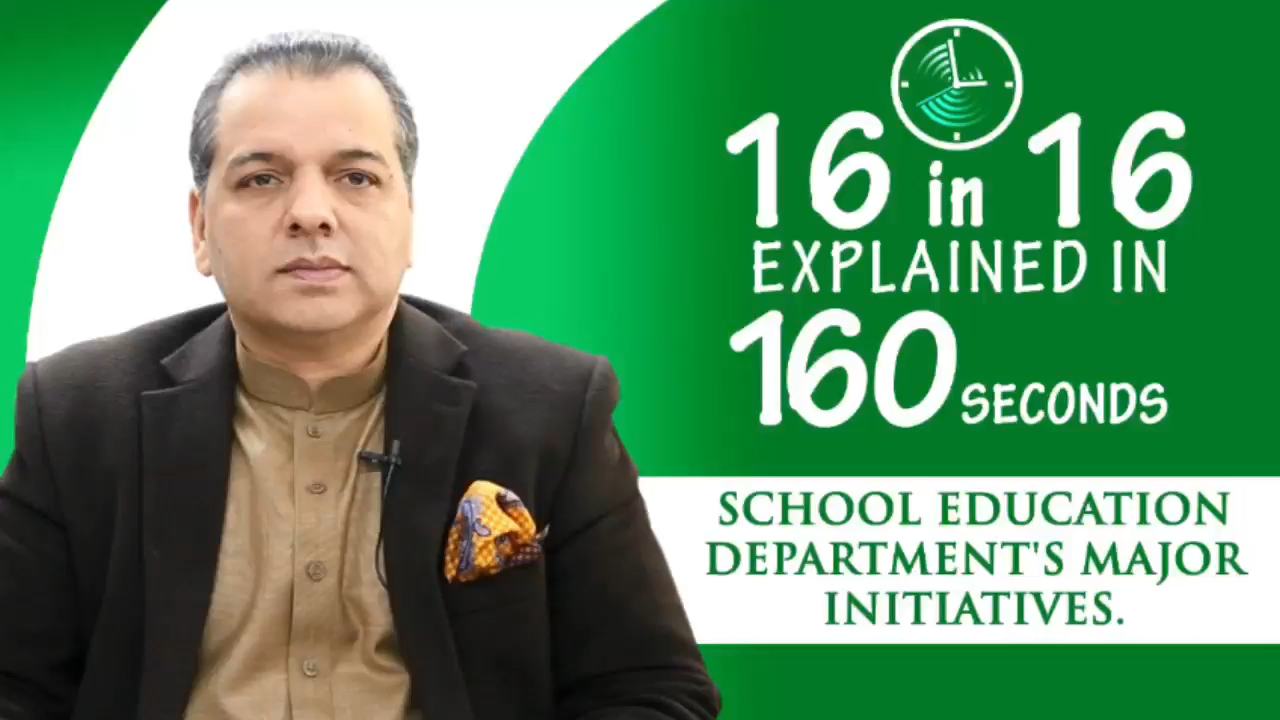 16 in 16
EXPLAINED IN
160 SECONDS
SCHOOL EDUCATION
DEPARTMENT'S MAJOR
INITIATIVES.